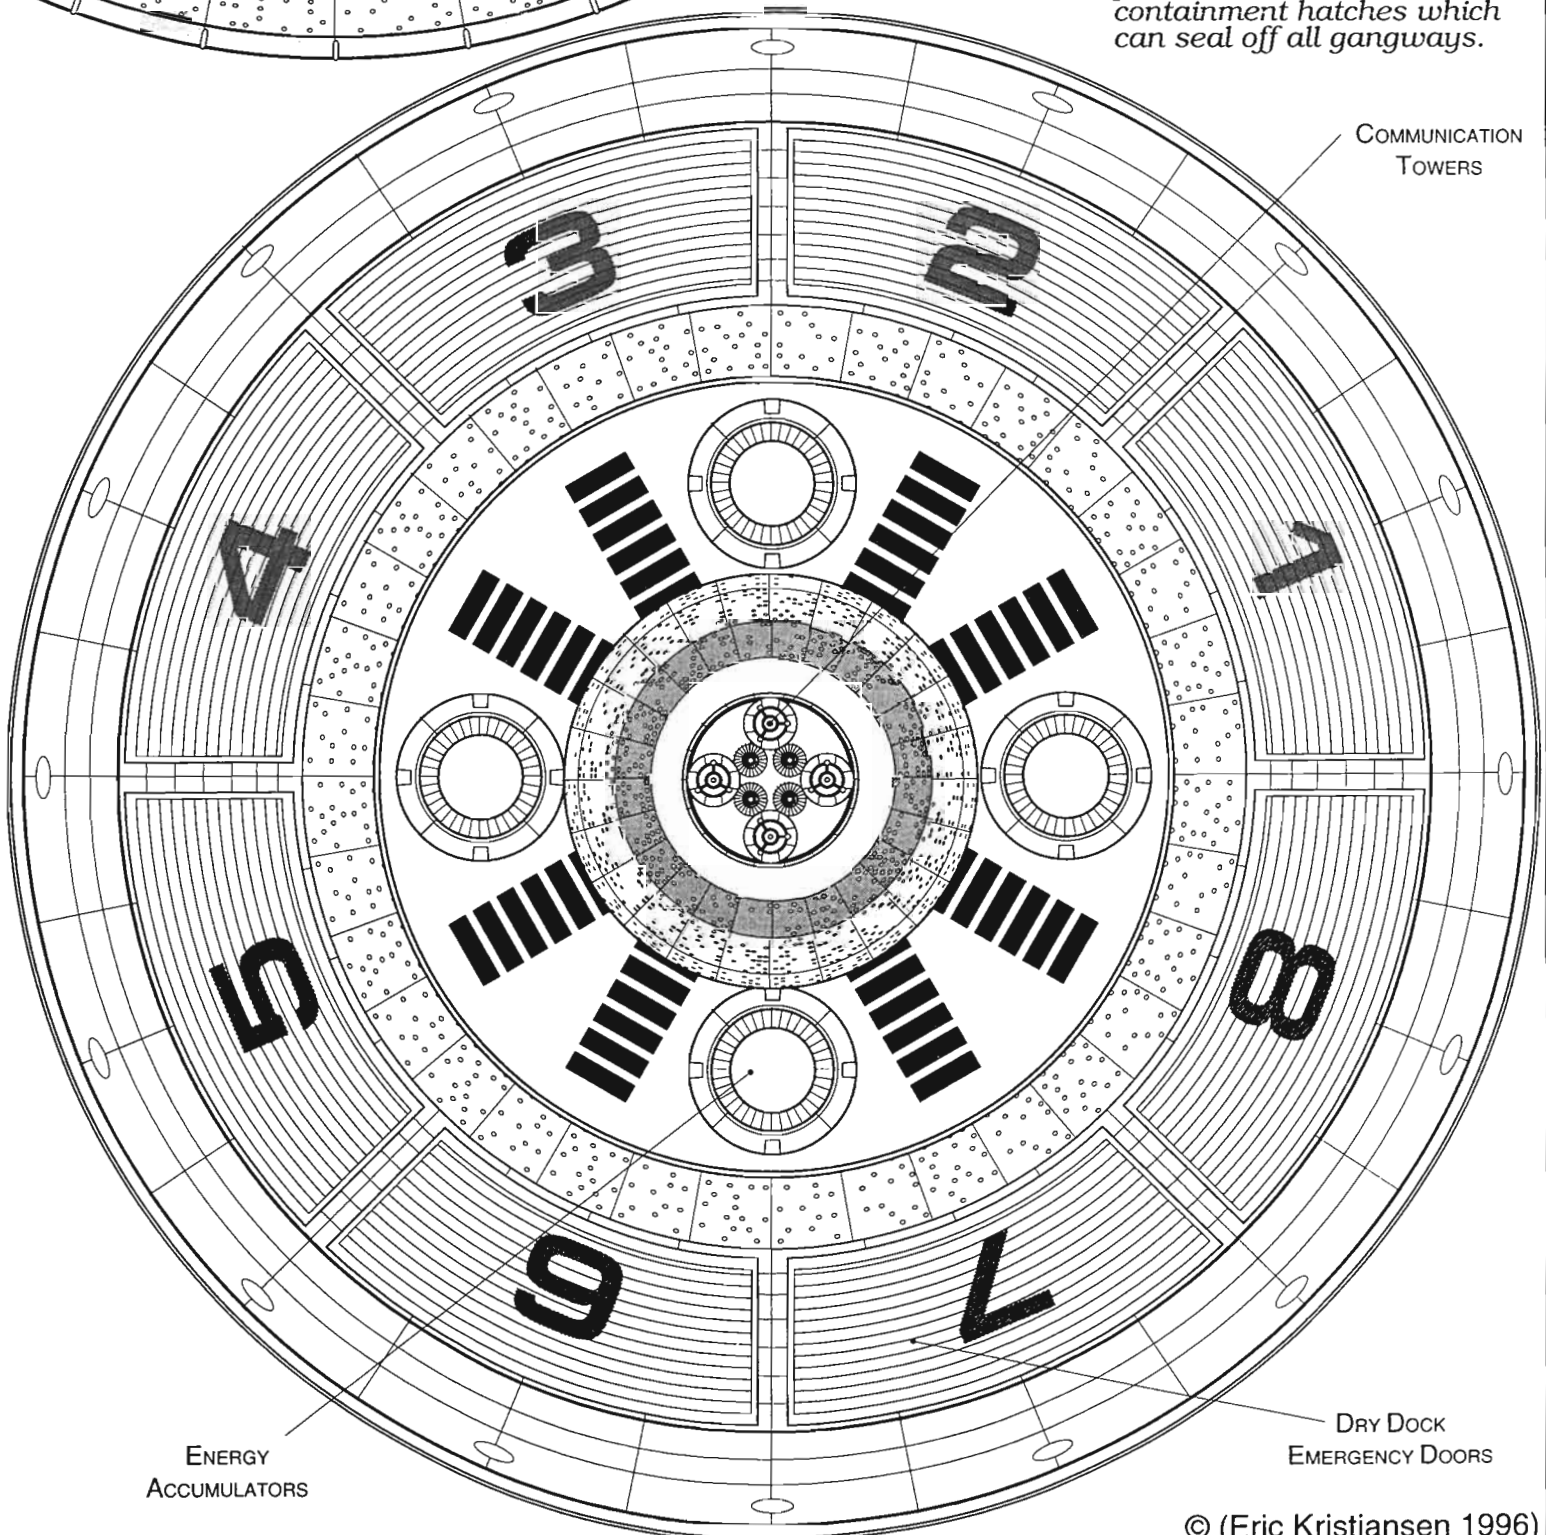 containment hatches which
can seal off all gangways.
COMMUNICATION
TOWERS
3
2
4
1
5
8
6
7
ENERGY
ACCUMULATORS
DRY DOCK
EMERGENCY DOORS
© (Eric Kristiansen 1996)